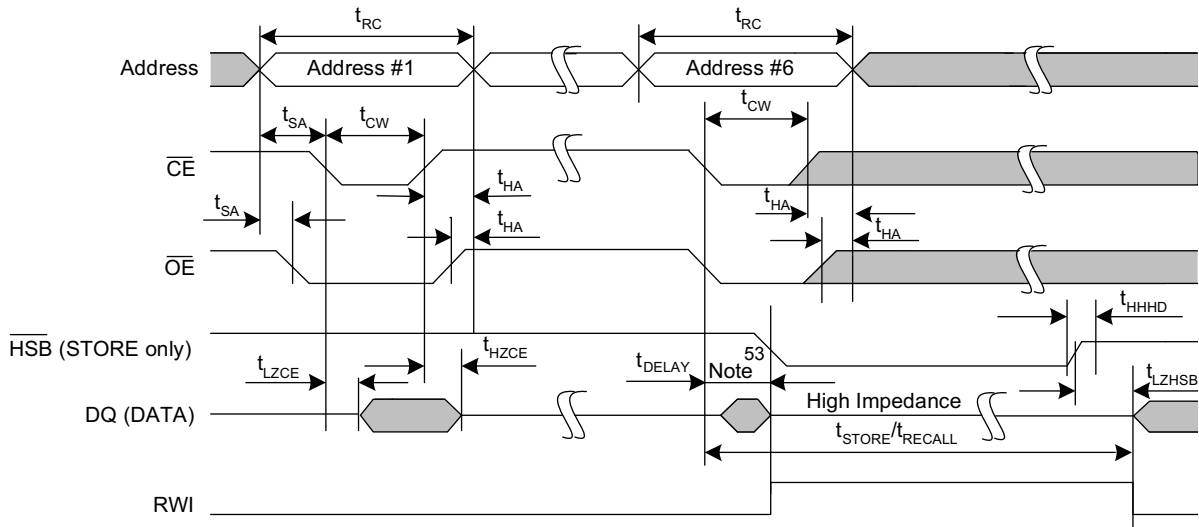 tRC tRC
Address Address #1 Address #6
tSA tCW tCW
CE
tHA tHA
tSA tHA tHA
OE
tHHHD
HSB (STORE only)
tLZCE tHZCE tDELAY Note 53 tLZHSB
DQ (DATA) High Impedance
tSTORE/tRECALL
RWI